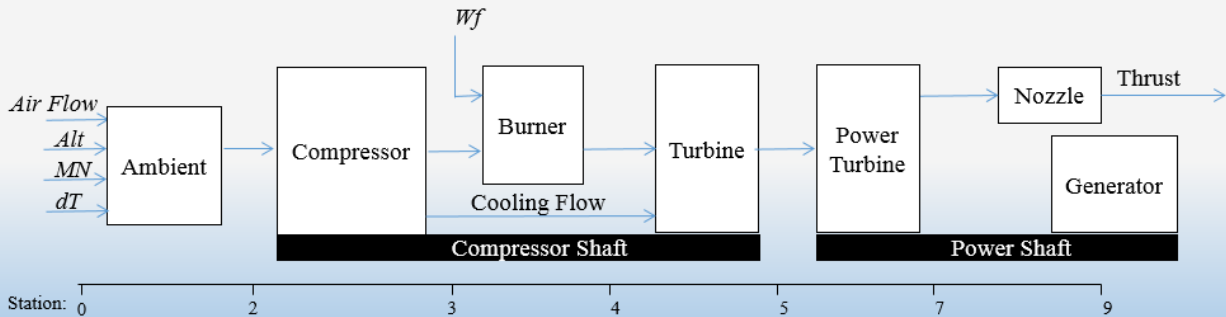 Wf
Air Flow
Alt
MN
dT
Ambient
Compressor
Burner
Cooling Flow
Turbine
Power
Turbine
Nozzle
Thrust
Generator
Compressor Shaft
Power Shaft
Station: 0 2 3 4 5 7 9